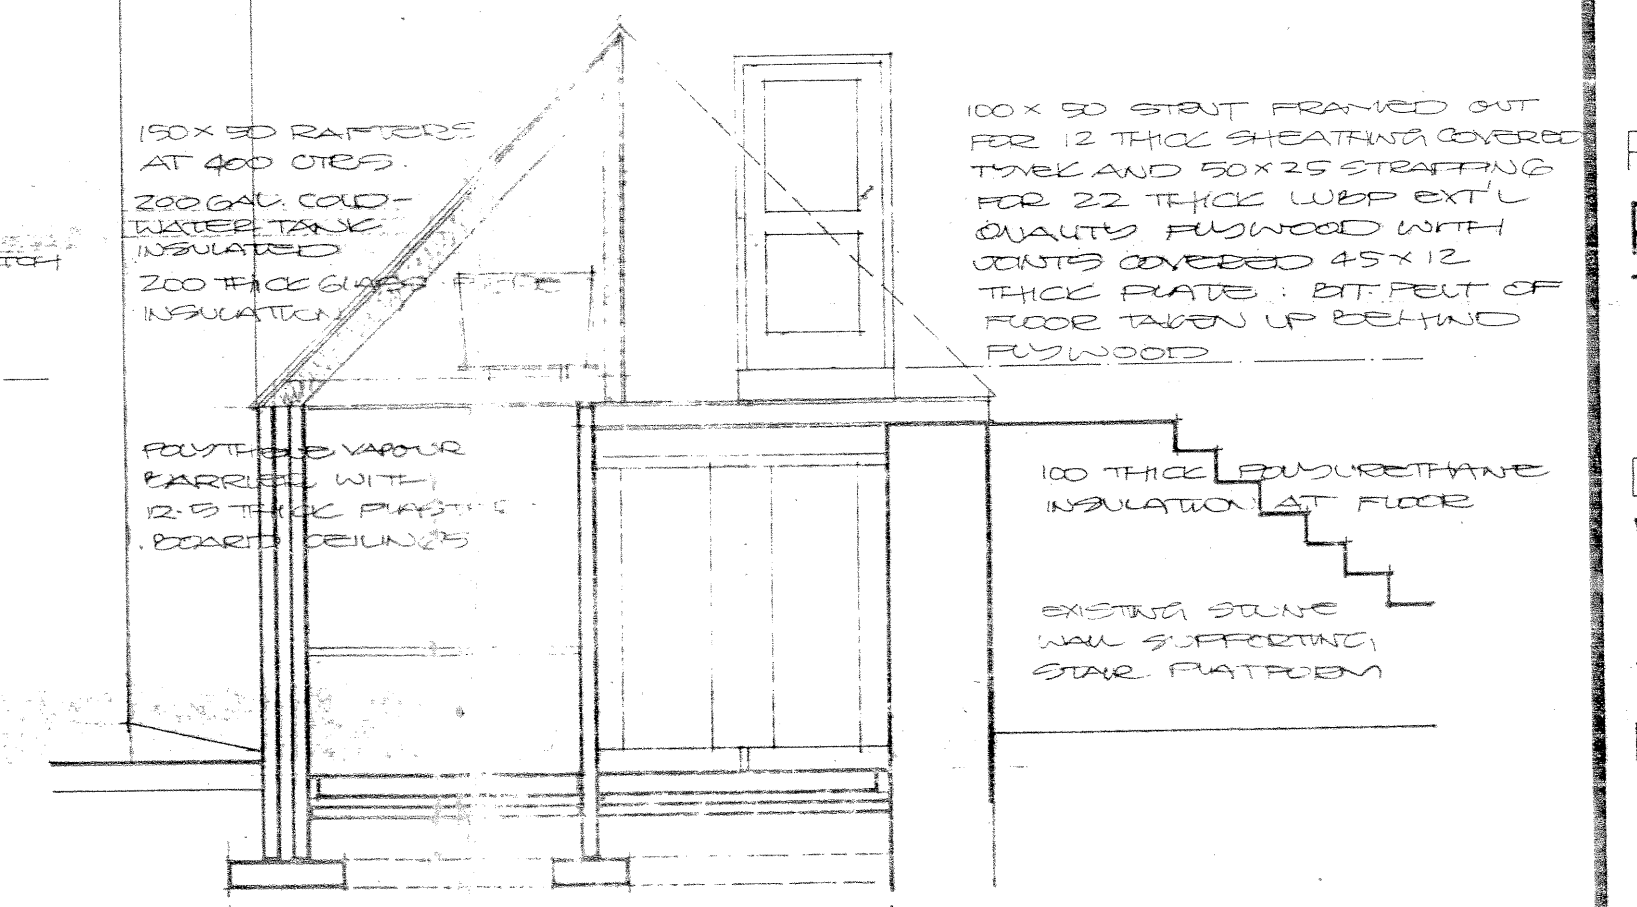 150 x 50 RAFTERS
AT 400 CTRS.
200 GAL. COLD-
WATER TANK
INSULATED
200 THICK GLASS FIBRE
INSULATION
POLYTHENE VAPOUR
BARRIER WITH
12.5 THICK PLASTER
BOARD CEILINGS
100 x 50 STENT FRAMED OUT
FOR 12 THICK SHEATHING COVERED
TYVEK AND 50 x 25 STRAPPING
FOR 22 THICK WBP EXT'L
QUALITY PLYWOOD WITH
JOINTS COVERED 45 x 12
THICK PLATE : BIT. FELT OF
FLOOR TAKEN UP BEHIND
PLYWOOD
100 THICK POLYURETHANE
INSULATION AT FLOOR
EXISTING STONE
WALL SUPPORTING
STAIR PLATFORM